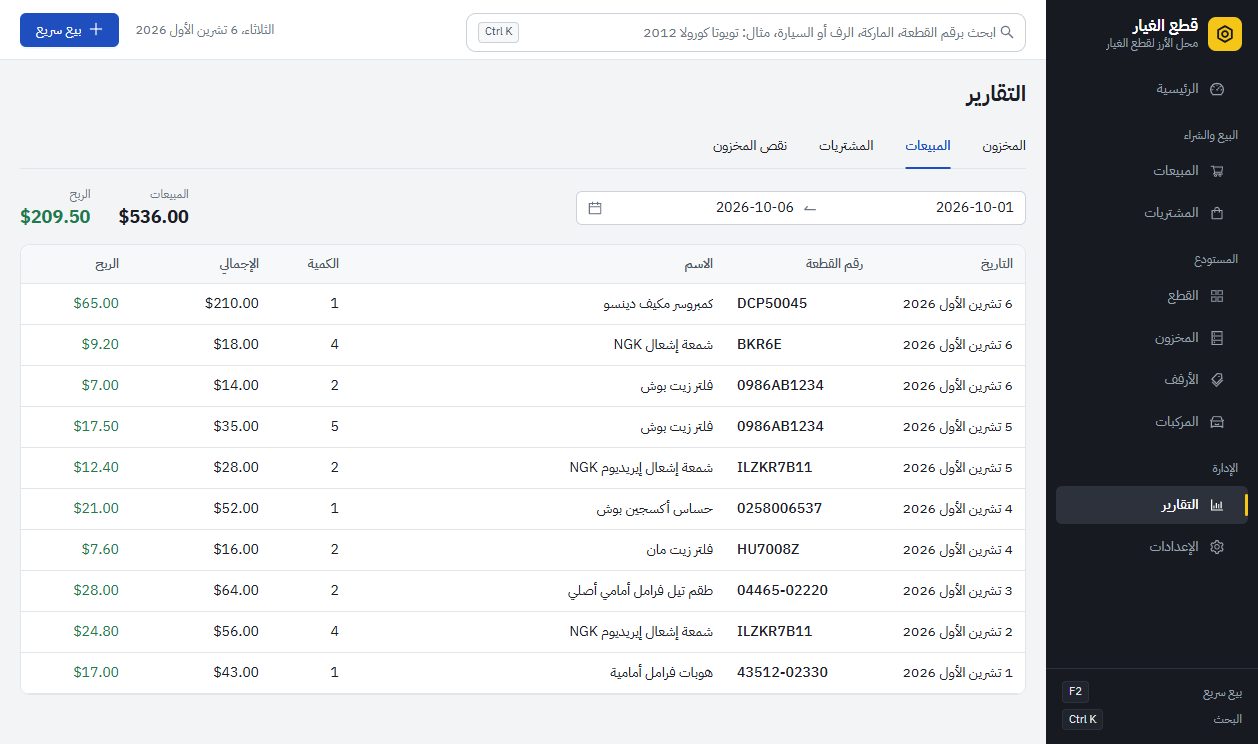 قطع الغيار
محل الأرز لقطع الغيار
الرئيسية
البيع والشراء
المبيعات
المشتريات
المستودع
القطع
المخزون
الأرفف
المركبات
الإدارة
التقارير
الإعدادات
بيع سريع F2
البحث Ctrl K
ابحث برقم القطعة، الماركة، الرف أو السيارة، مثال: تويوتا كورولا 2012 Ctrl K
الثلاثاء، 6 تشرين الأول 2026
بيع سريع
التقارير
المخزون المبيعات المشتريات نقص المخزون
2026-10-01 2026-10-06
المبيعات الربح
$536.00 $209.50
التاريخ رقم القطعة الاسم الكمية الإجمالي الربح
6 تشرين الأول 2026 DCP50045 كمبروسر مكيف دينسو 1 $210.00 $65.00
6 تشرين الأول 2026 BKR6E شمعة إشعال NGK 4 $18.00 $9.20
6 تشرين الأول 2026 0986AB1234 فلتر زيت بوش 2 $14.00 $7.00
5 تشرين الأول 2026 0986AB1234 فلتر زيت بوش 5 $35.00 $17.50
5 تشرين الأول 2026 ILZKR7B11 شمعة إشعال إيريديوم NGK 2 $28.00 $12.40
4 تشرين الأول 2026 0258006537 حساس أكسجين بوش 1 $52.00 $21.00
4 تشرين الأول 2026 HU7008Z فلتر زيت مان 2 $16.00 $7.60
3 تشرين الأول 2026 04465-02220 طقم تيل فرامل أمامي أصلي 2 $64.00 $28.00
2 تشرين الأول 2026 ILZKR7B11 شمعة إشعال إيريديوم NGK 4 $56.00 $24.80
1 تشرين الأول 2026 43512-02330 هوبات فرامل أمامية 1 $43.00 $17.00